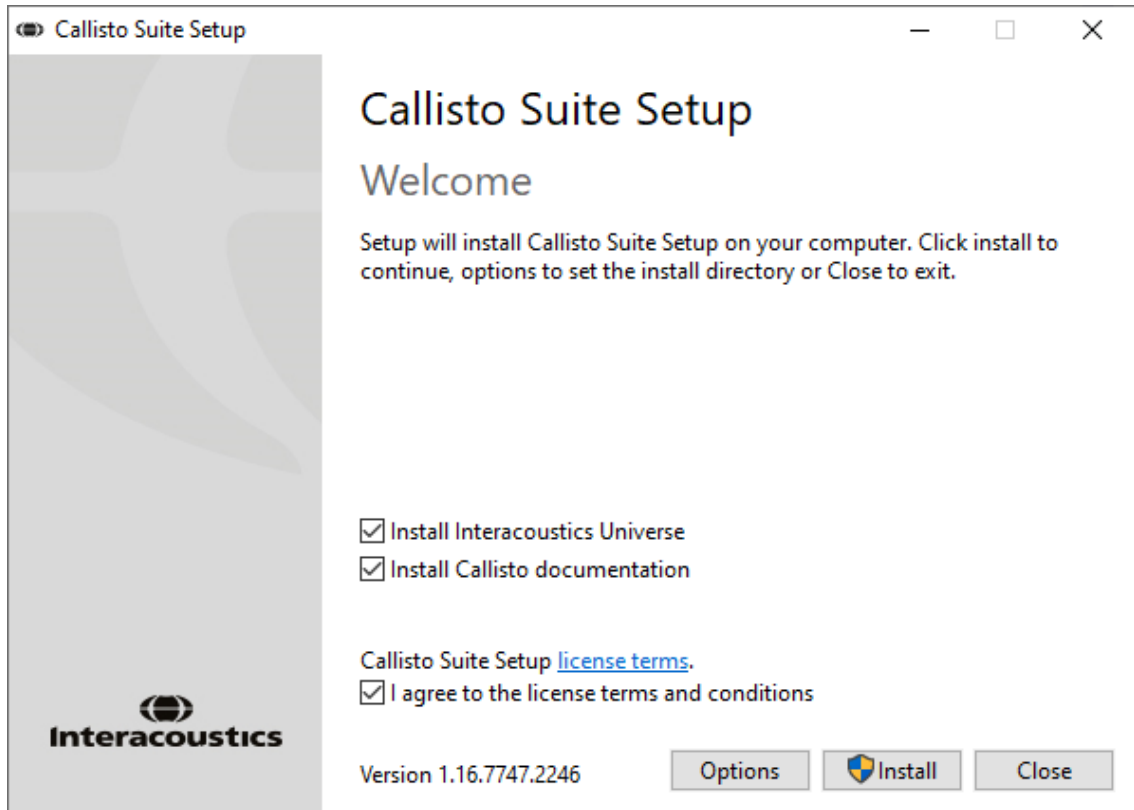 Callisto Suite Setup
Callisto Suite Setup
Welcome
Setup will install Callisto Suite Setup on your computer. Click install to
continue, options to set the install directory or Close to exit.
Install Interacoustics Universe
Install Callisto documentation
Callisto Suite Setup license terms.
I agree to the license terms and conditions
Interacoustics
Version 1.16.7747.2246
Options
Install
Close